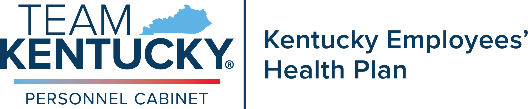 TEAM
KENTUCKY®
PERSONNEL CABINET
Kentucky Employees'
Health Plan